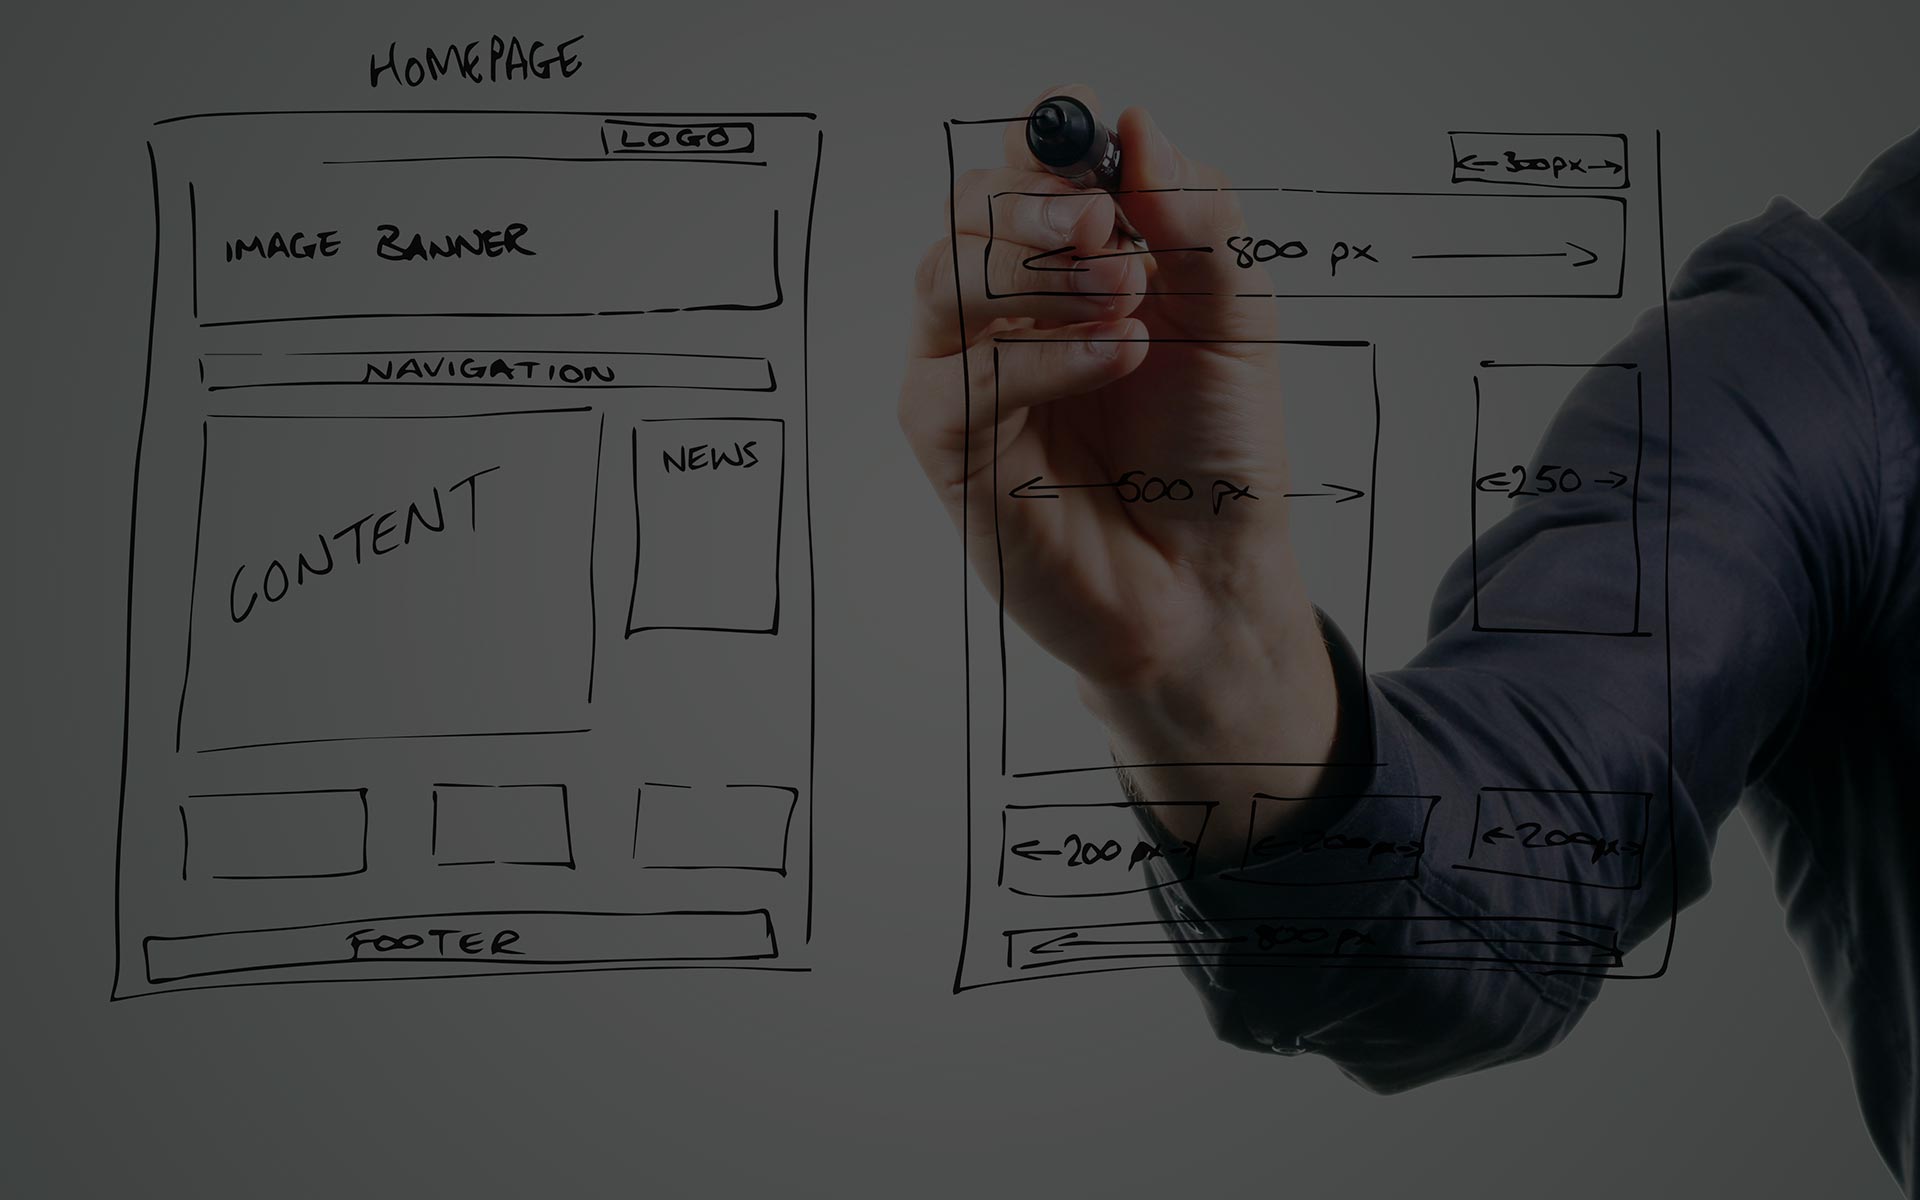 HOMEPAGE
LOGO
IMAGE BANNER
NAVIGATION
CONTENT
NEWS
FOOTER
300px
800 px
500 px
250
200 px
200px
200px
800 px